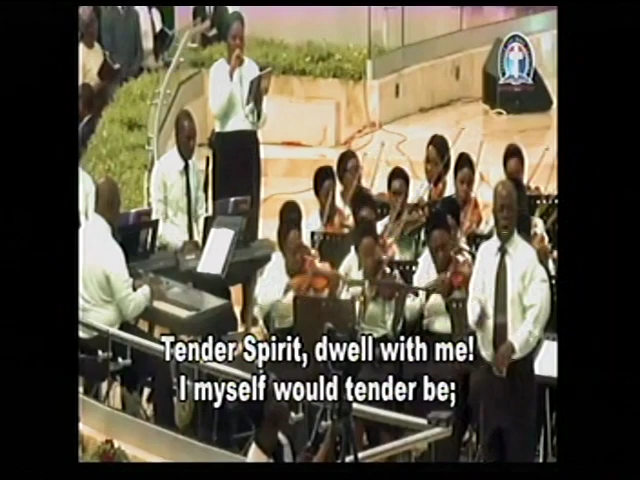 Tender Spirit, dwell with me!
I myself would tender be;